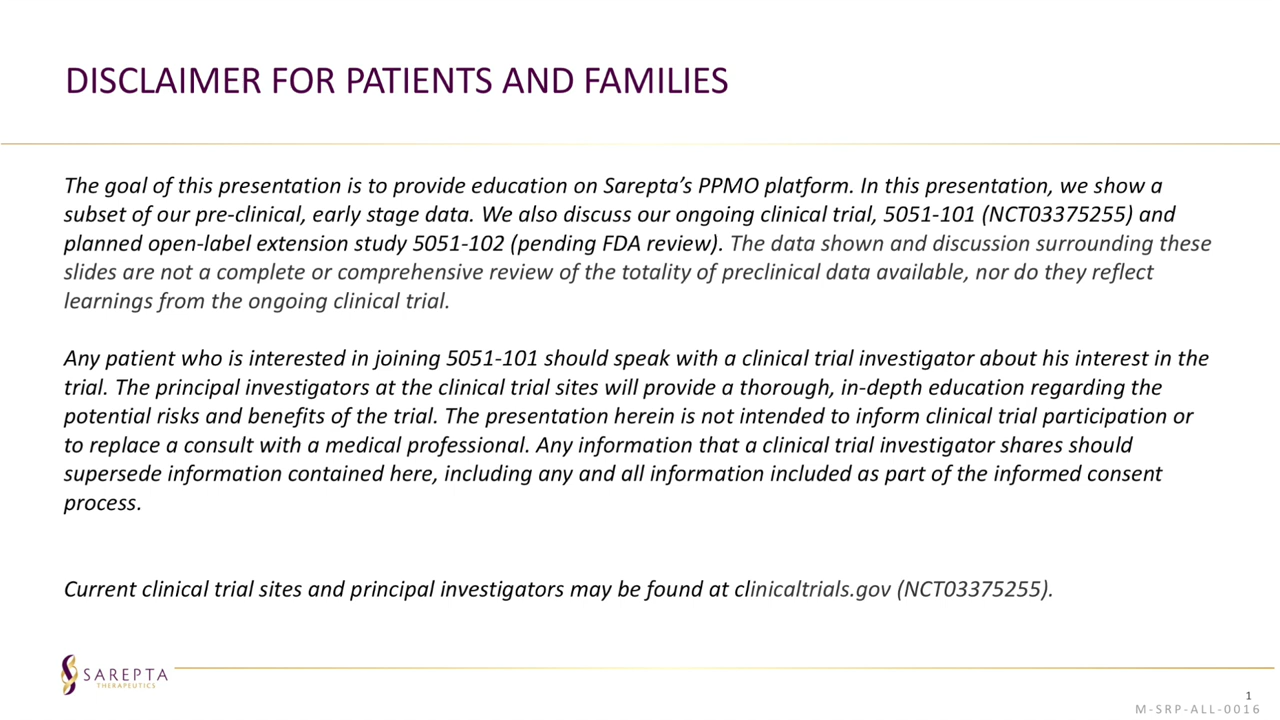 DISCLAIMER FOR PATIENTS AND FAMILIES
The goal of this presentation is to provide education on Sarepta’s PPMO platform. In this presentation, we show a
subset of our pre-clinical, early stage data. We also discuss our ongoing clinical trial, 5051-101 (NCT03375255) and
planned open-label extension study 5051-102 (pending FDA review). The data shown and discussion surrounding these
slides are not a complete or comprehensive review of the totality of preclinical data available, nor do they reflect
learnings from the ongoing clinical trial.
Any patient who is interested in joining 5051-101 should speak with a clinical trial investigator about his interest in the
trial. The principal investigators at the clinical trial sites will provide a thorough, in-depth education regarding the
potential risks and benefits of the trial. The presentation herein is not intended to inform clinical trial participation or
to replace a consult with a medical professional. Any information that a clinical trial investigator shares should
supersede information contained here, including any and all information included as part of the informed consent
process.
Current clinical trial sites and principal investigators may be found at clinicaltrials.gov (NCT03375255).
SAREPTA
THERAPEUTICS
1
M-SRP-ALL-0016